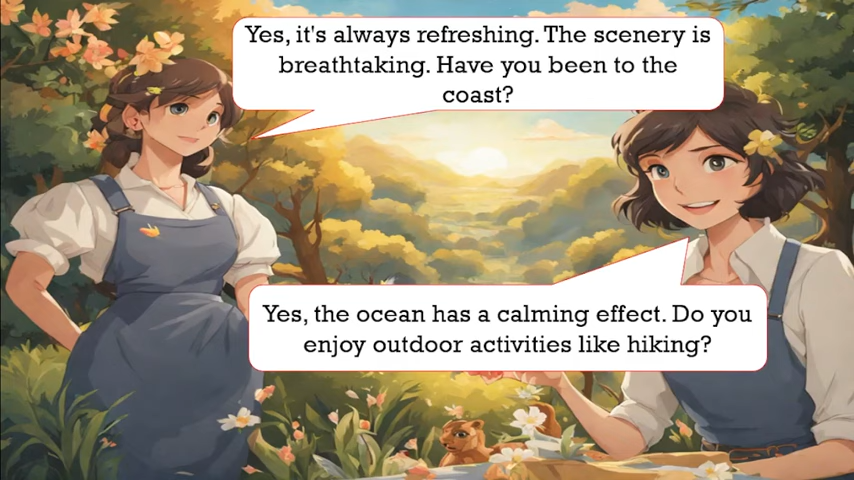 Yes, it's always refreshing. The scenery is
breathtaking. Have you been to the
coast?
Yes, the ocean has a calming effect. Do you
enjoy outdoor activities like hiking?